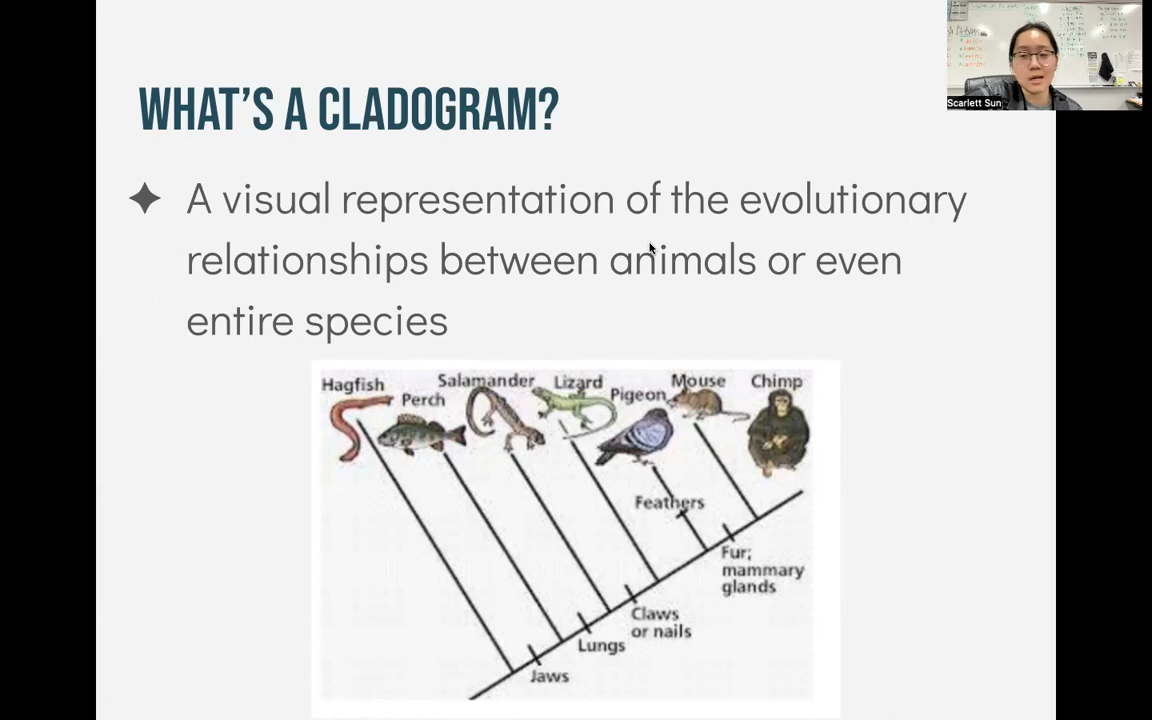 Scarlett Sun
WHAT'S A CLADOGRAM?
A visual representation of the evolutionary
relationships between animals or even
entire species
Hagfish
Perch
Salamander
Lizard
Pigeon
Mouse
Chimp
Feathers
Fur;
mammary
glands
Claws
or nails
Lungs
Jaws